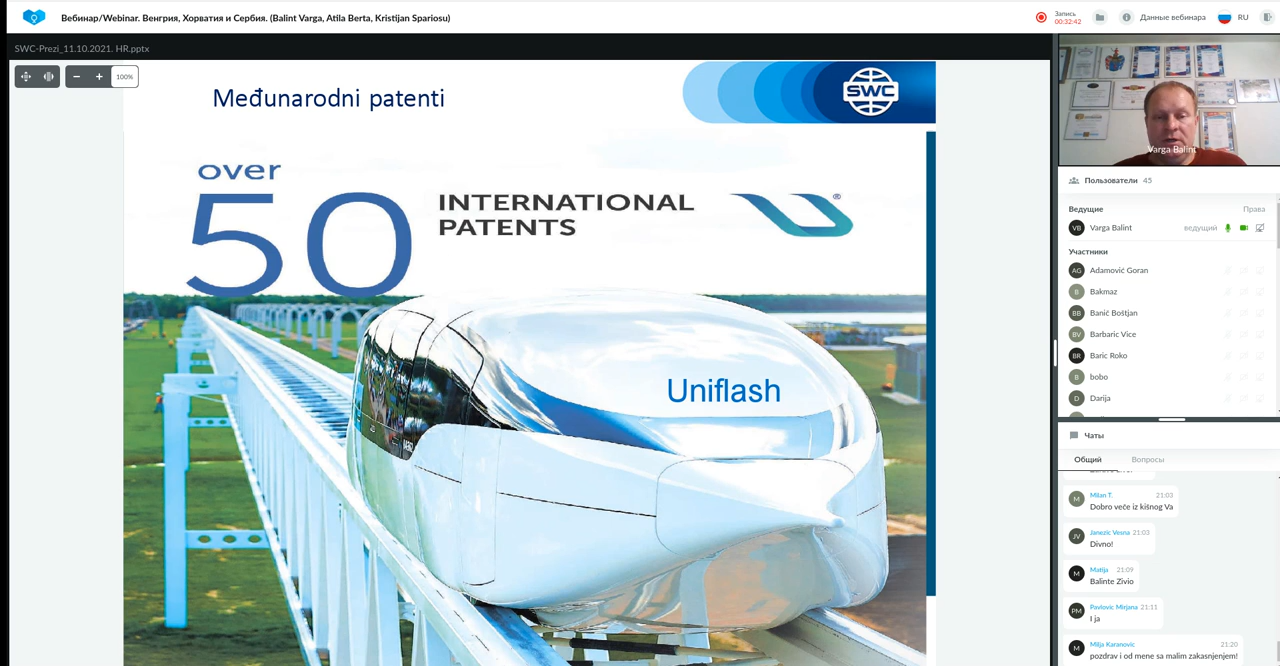 Вебинар/Webinar. Венгрия, Хорватия и Сербия. (Balint Varga, Atila Berta, Kristijan Spariosu)
Запись
00:32:42
Данные вебинара
RU
SWC-Prezi_11.10.2021. HR.pptx
100%
Međunarodni patenti
SWC
over
50
INTERNATIONAL
PATENTS
®
Uniflash
Varga Balint
Пользователи 45
Ведущие Права
VB Varga Balint ведущий
Участники
AG Adamović Goran
B Bakmaz
BB Banić Boštjan
BV Barbaric Vice
BR Baric Roko
B bobo
D Darija
Чаты
Общий Вопросы
M Milan T. 21:03
Dobro veče iz kišnog Va
JV Janezic Vesna 21:03
Divno!
M Matija 21:09
Balinte Zivio
PM Pavlovic Mirjana 21:11
I ja
M Milja Karanovic 21:20
pozdrav i od mene sa malim zakasnjenjem!